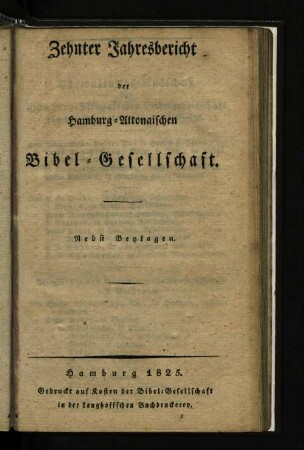 Zehnter Jahresbericht
der
Hamburg-Altonaischen
Bibel-Gesellschaft.
Nebst Beylagen.
Hamburg 1825.
Gedruckt auf Kosten der Bibel-Gesellschaft
in der Langhoffschen Buchdruckerey.